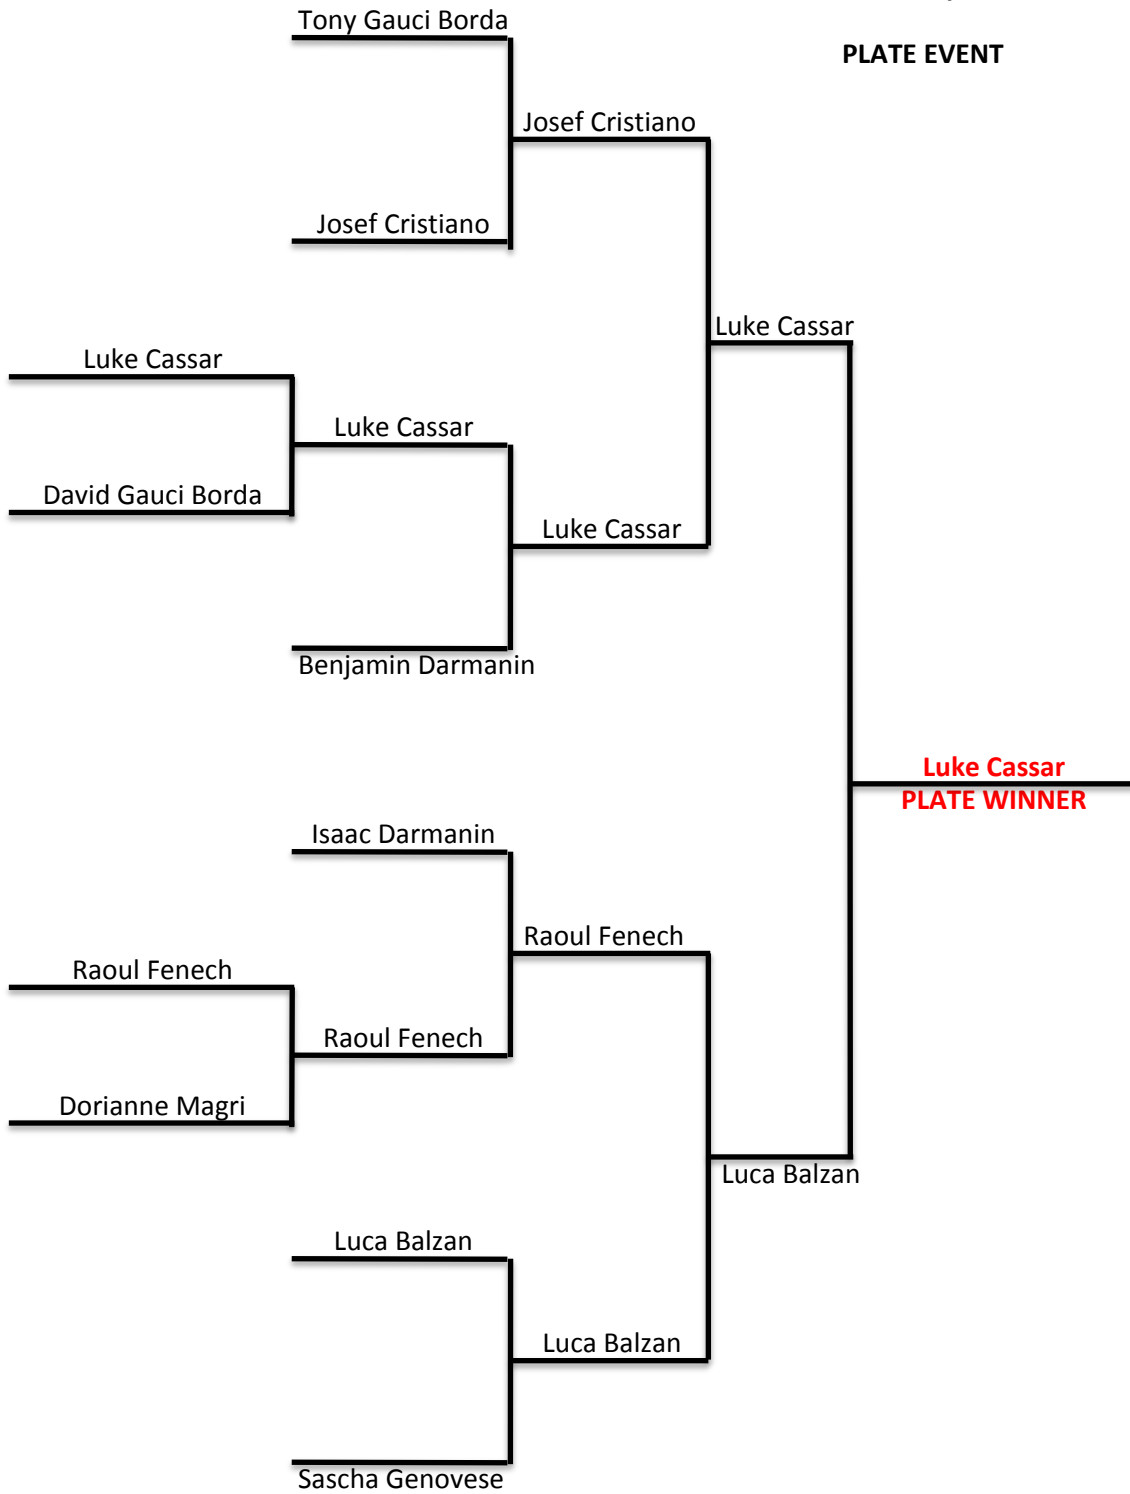 Tony Gauci Borda
PLATE EVENT
Josef Cristiano
Josef Cristiano
Luke Cassar
Luke Cassar
Luke Cassar
David Gauci Borda
Luke Cassar
Benjamin Darmanin
Luke Cassar
PLATE WINNER
Isaac Darmanin
Raoul Fenech
Raoul Fenech
Raoul Fenech
Dorianne Magri
Luca Balzan
Luca Balzan
Luca Balzan
Sascha Genovese